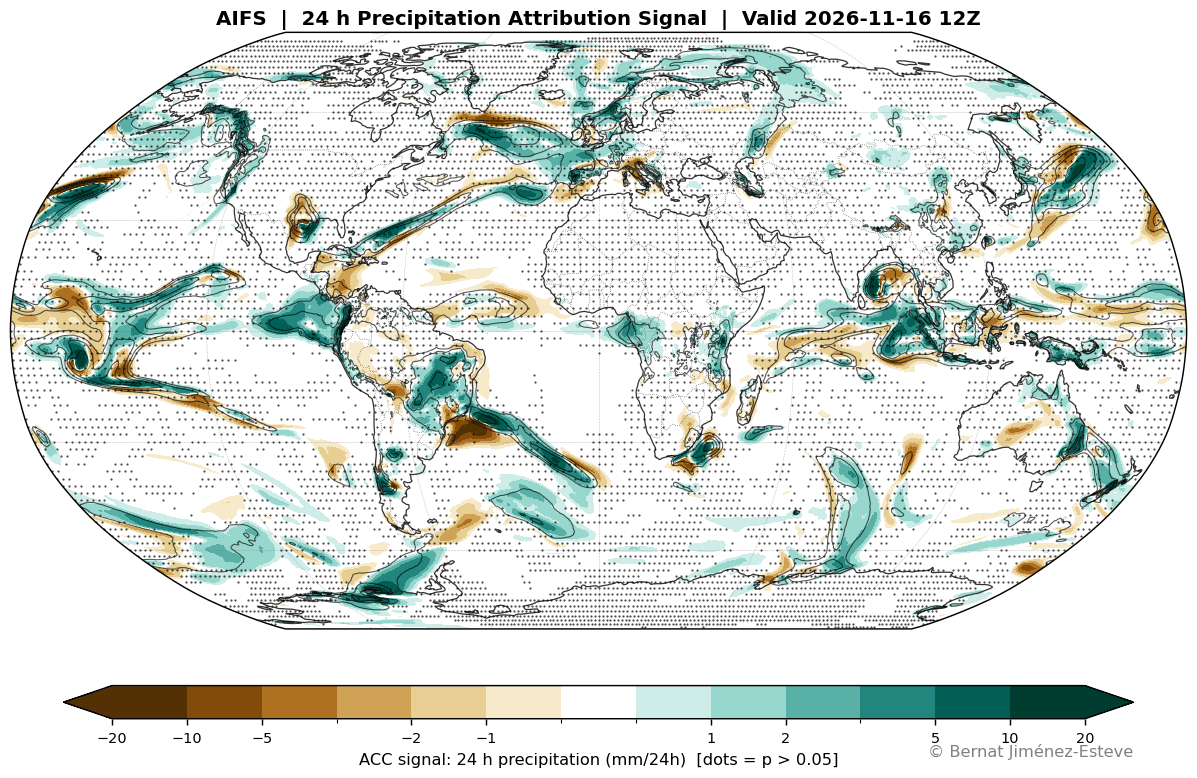 AIFS | 24 h Precipitation Attribution Signal | Valid 2026-11-16 12Z
−20 −10 −5 −2 −1 1 2 5 10 20
© Bernat Jiménez-Esteve
ACC signal: 24 h precipitation (mm/24h) [dots = p > 0.05]